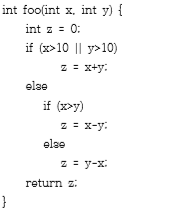 int foo(int x, int y) {
int z = 0;
if (x>10 || y>10)
z = x+y;
else
if (x>y)
z = x-y;
else
z = y-x;
return z;
}